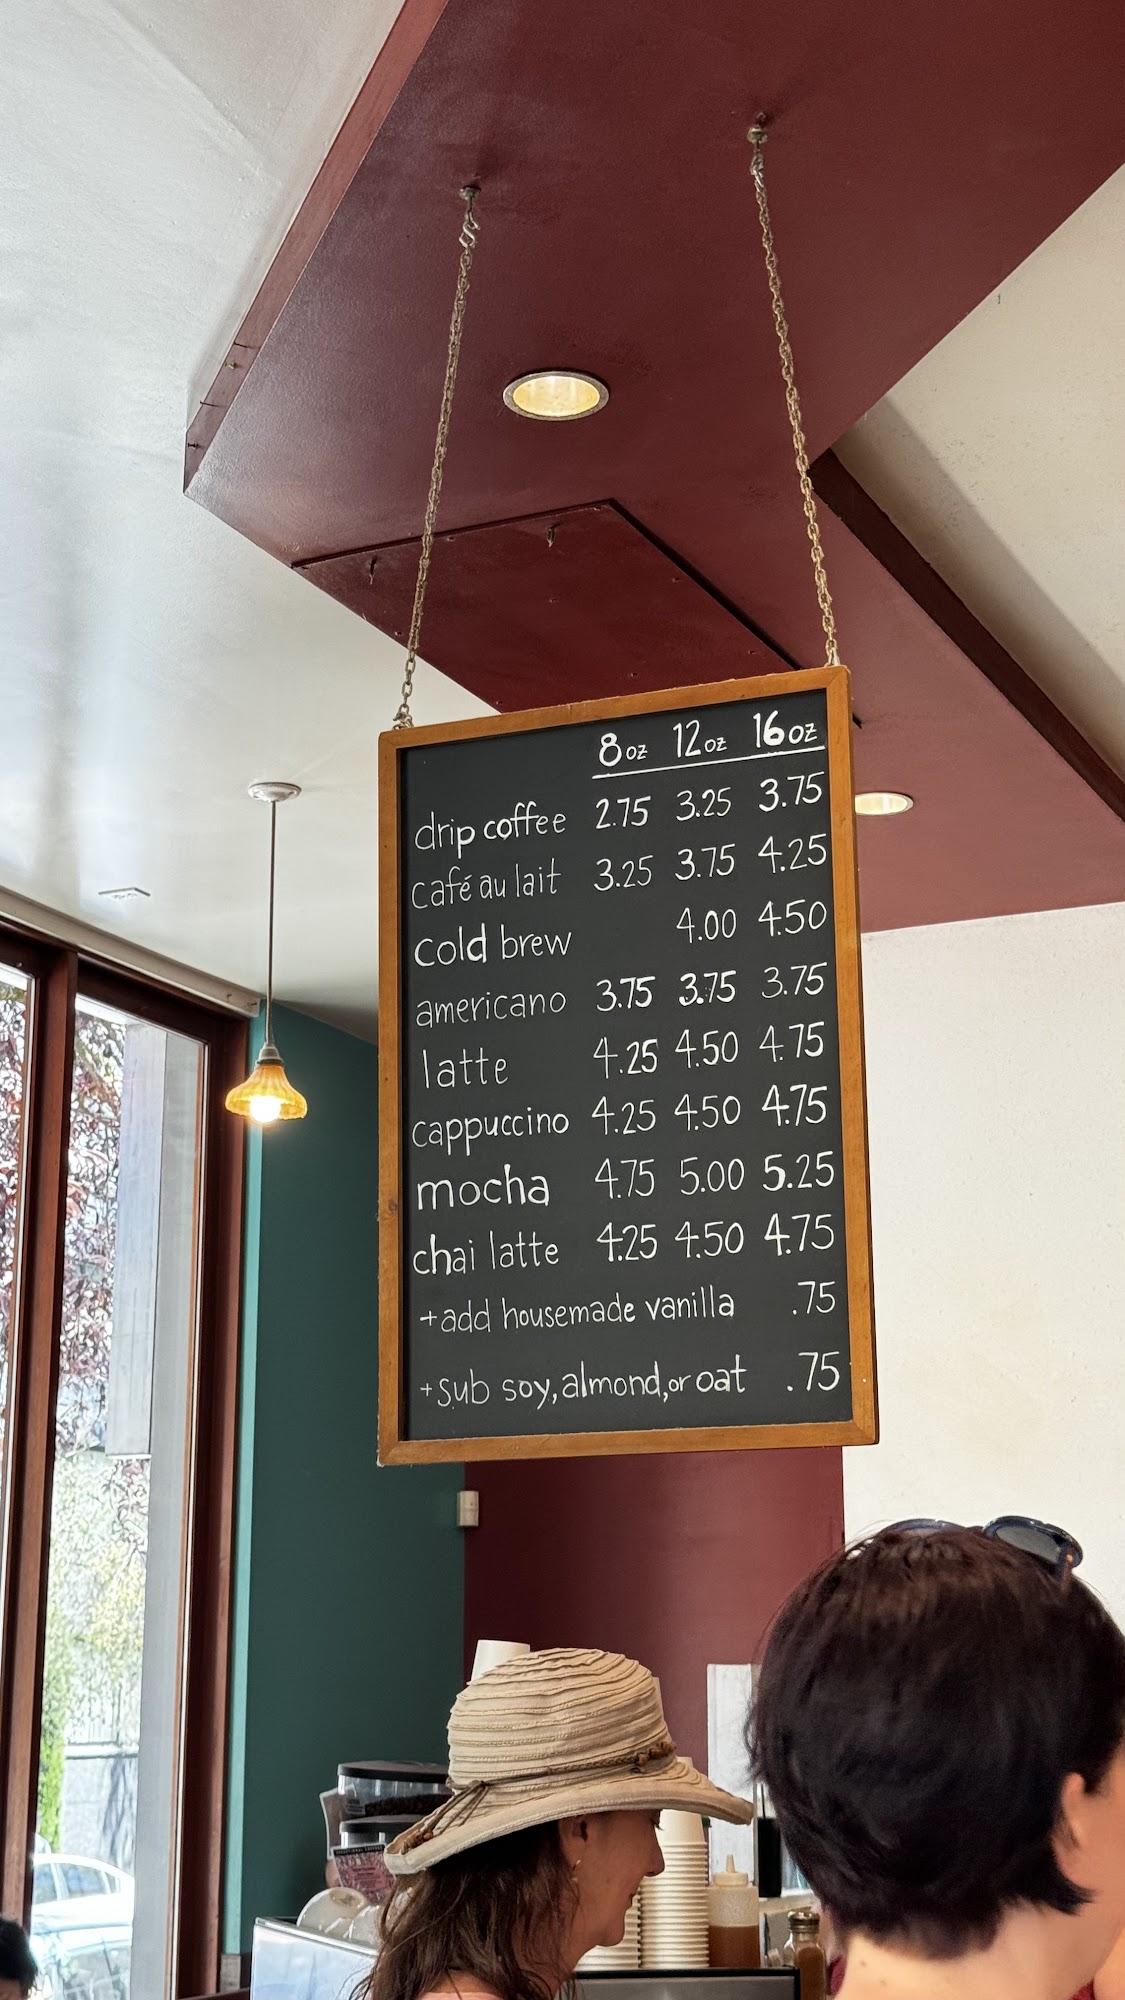 8oz 12oz 16oz
drip coffee 2.75 3.25 3.75
café au lait 3.25 3.75 4.25
cold brew 4.00 4.50
americano 3.75 3.75 3.75
latte 4.25 4.50 4.75
cappuccino 4.25 4.50 4.75
mocha 4.75 5.00 5.25
chai latte 4.25 4.50 4.75
+add housemade vanilla .75
+sub soy, almond, or oat .75